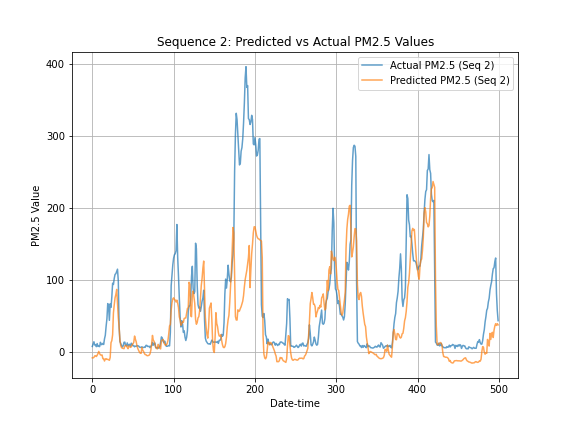 Sequence 2: Predicted vs Actual PM2.5 Values
Actual PM2.5 (Seq 2)
Predicted PM2.5 (Seq 2)
400
300
200
100
0
PM2.5 Value
0 100 200 300 400 500
Date-time